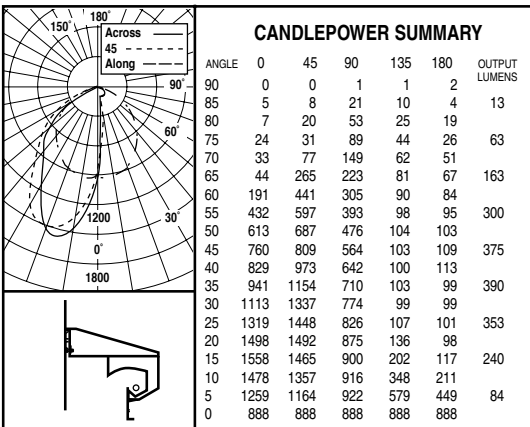 180°
150°
Across
45
Along
90°
60°
1200
30°
0°
1800
CANDLEPOWER SUMMARY
ANGLE 0 45 90 135 180 OUTPUT LUMENS
90 0 0 1 1 2
85 5 8 21 10 4 13
80 7 20 53 25 19
75 24 31 89 44 26 63
70 33 77 149 62 51
65 44 265 223 81 67 163
60 191 441 305 90 84
55 432 597 393 98 95 300
50 613 687 476 104 103
45 760 809 564 103 109 375
40 829 973 642 100 113
35 941 1154 710 103 99 390
30 1113 1337 774 99 99
25 1319 1448 826 107 101 353
20 1498 1492 875 136 98
15 1558 1465 900 202 117 240
10 1478 1357 916 348 211
5 1259 1164 922 579 449 84
0 888 888 888 888 888